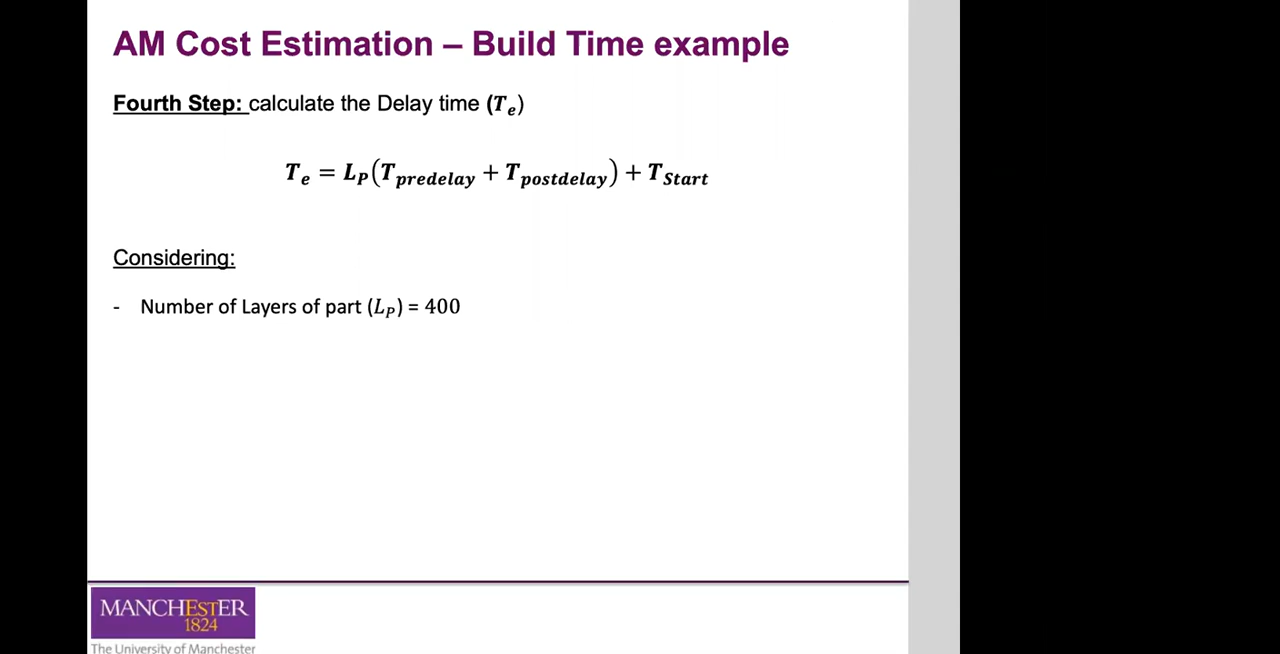 AM Cost Estimation – Build Time example
Fourth Step: calculate the Delay time (Te)
Te = LP(Tpredelay + Tpostdelay) + TStart
Considering:
- Number of Layers of part (LP) = 400
MANCHESTER
1824
The University of Manchester